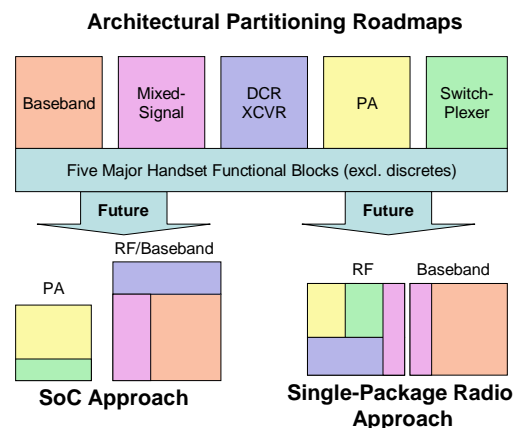 Architectural Partitioning Roadmaps
Baseband
Mixed-
Signal
DCR
XCVR
PA
Switch-
Plexer
Five Major Handset Functional Blocks (excl. discretes)
Future
Future
RF/Baseband
PA
RF
Baseband
SoC Approach
Single-Package Radio
Approach